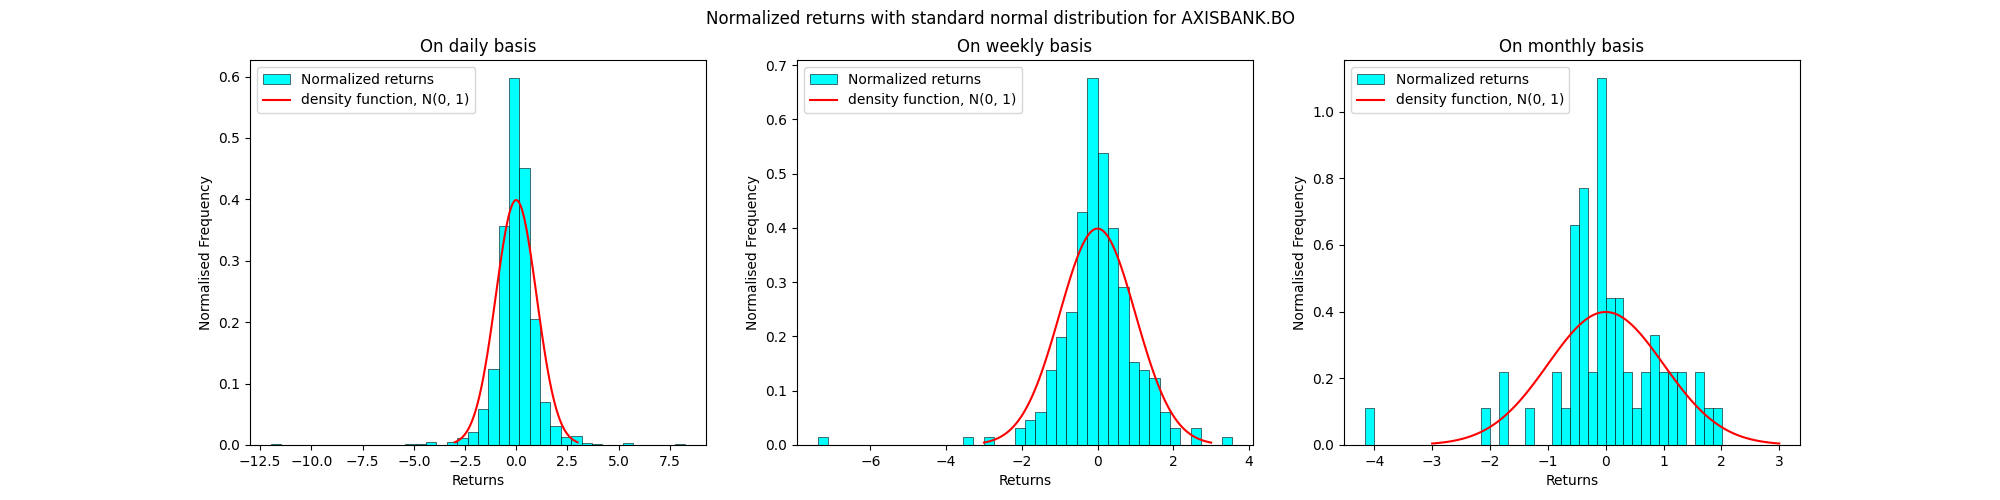 Normalized returns with standard normal distribution for AXISBANK.BO
On daily basis
Normalized returns
density function, N(0, 1)
Normalised Frequency
0.6
0.5
0.4
0.3
0.2
0.1
0.0
−12.5 −10.0 −7.5 −5.0 −2.5 0.0 2.5 5.0 7.5
Returns
On weekly basis
Normalized returns
density function, N(0, 1)
Normalised Frequency
0.7
0.6
0.5
0.4
0.3
0.2
0.1
0.0
−6 −4 −2 0 2 4
Returns
On monthly basis
Normalized returns
density function, N(0, 1)
Normalised Frequency
1.0
0.8
0.6
0.4
0.2
0.0
−4 −3 −2 −1 0 1 2 3
Returns